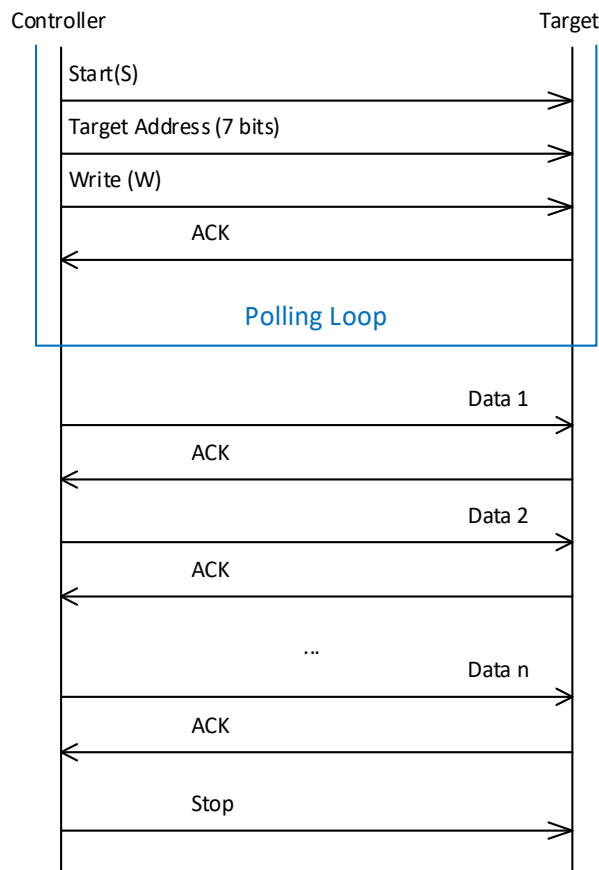 Controller
Target
Start(S)
Target Address (7 bits)
Write (W)
ACK
Polling Loop
Data 1
ACK
Data 2
ACK
...
Data n
ACK
Stop